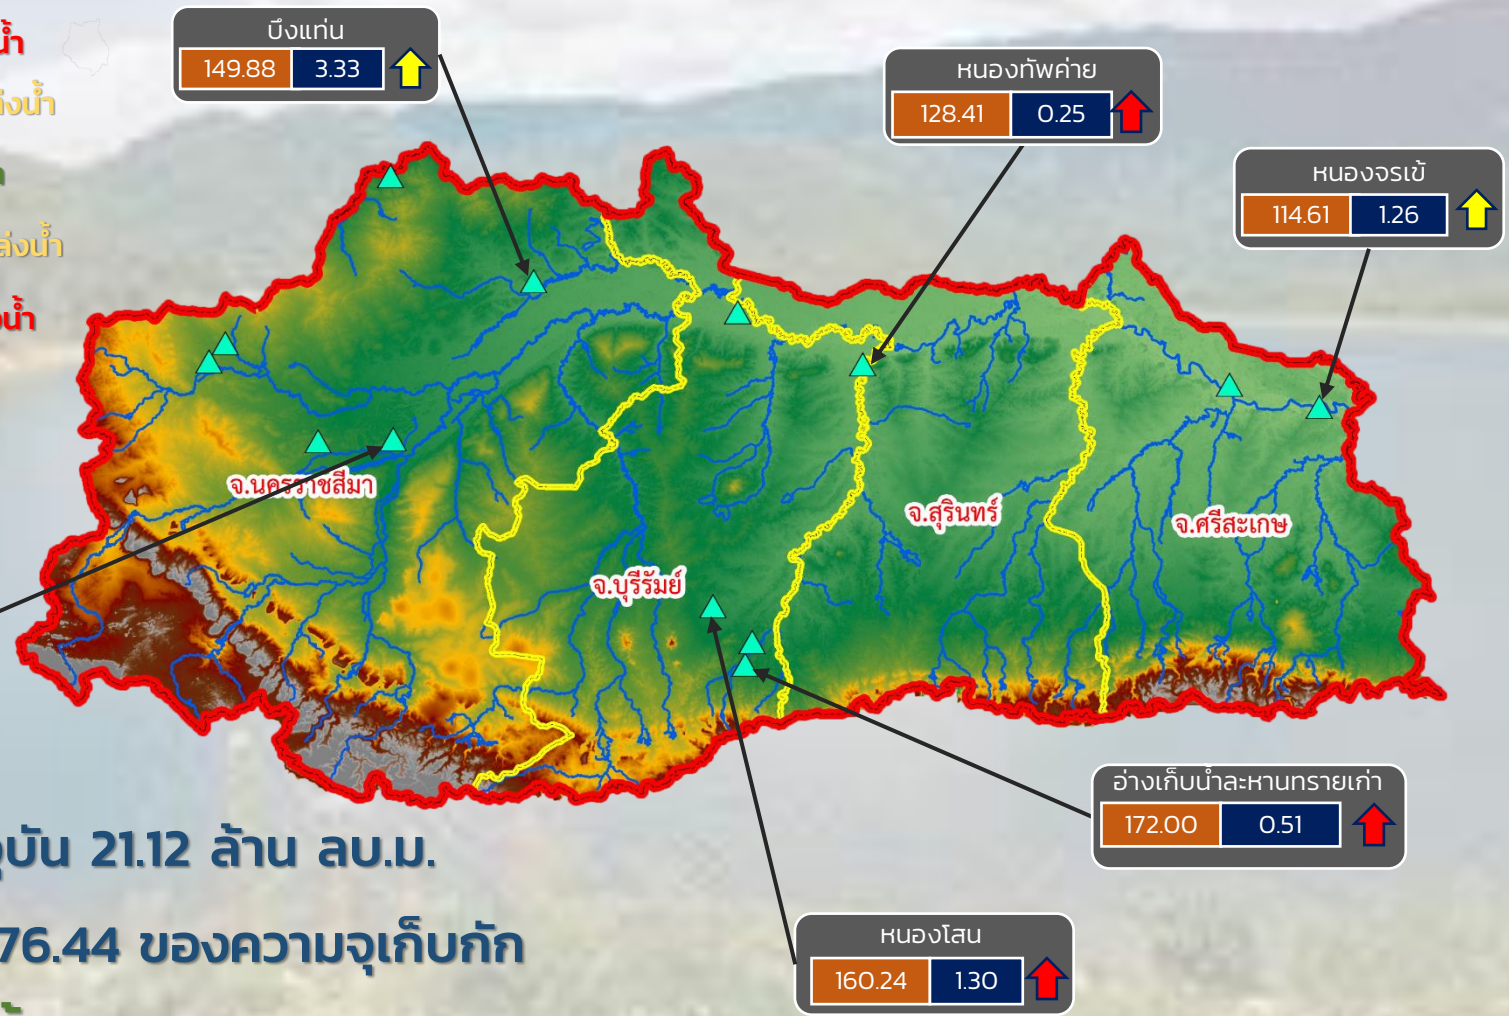 น้ำ
บึงแท่น
149.88 3.33
หนองทัพค่าย
128.41 0.25
หนองจรเข้
114.61 1.26
จ.นครราชสีมา
จ.สุรินทร์
จ.ศรีสะเกษ
จ.บุรีรัมย์
อ่างเก็บน้ำละหานทรายเก่า
172.00 0.51
21.12 ล้าน ลบ.ม.
76.44 ของความจุเก็บกัก
หนองโสน
160.24 1.30